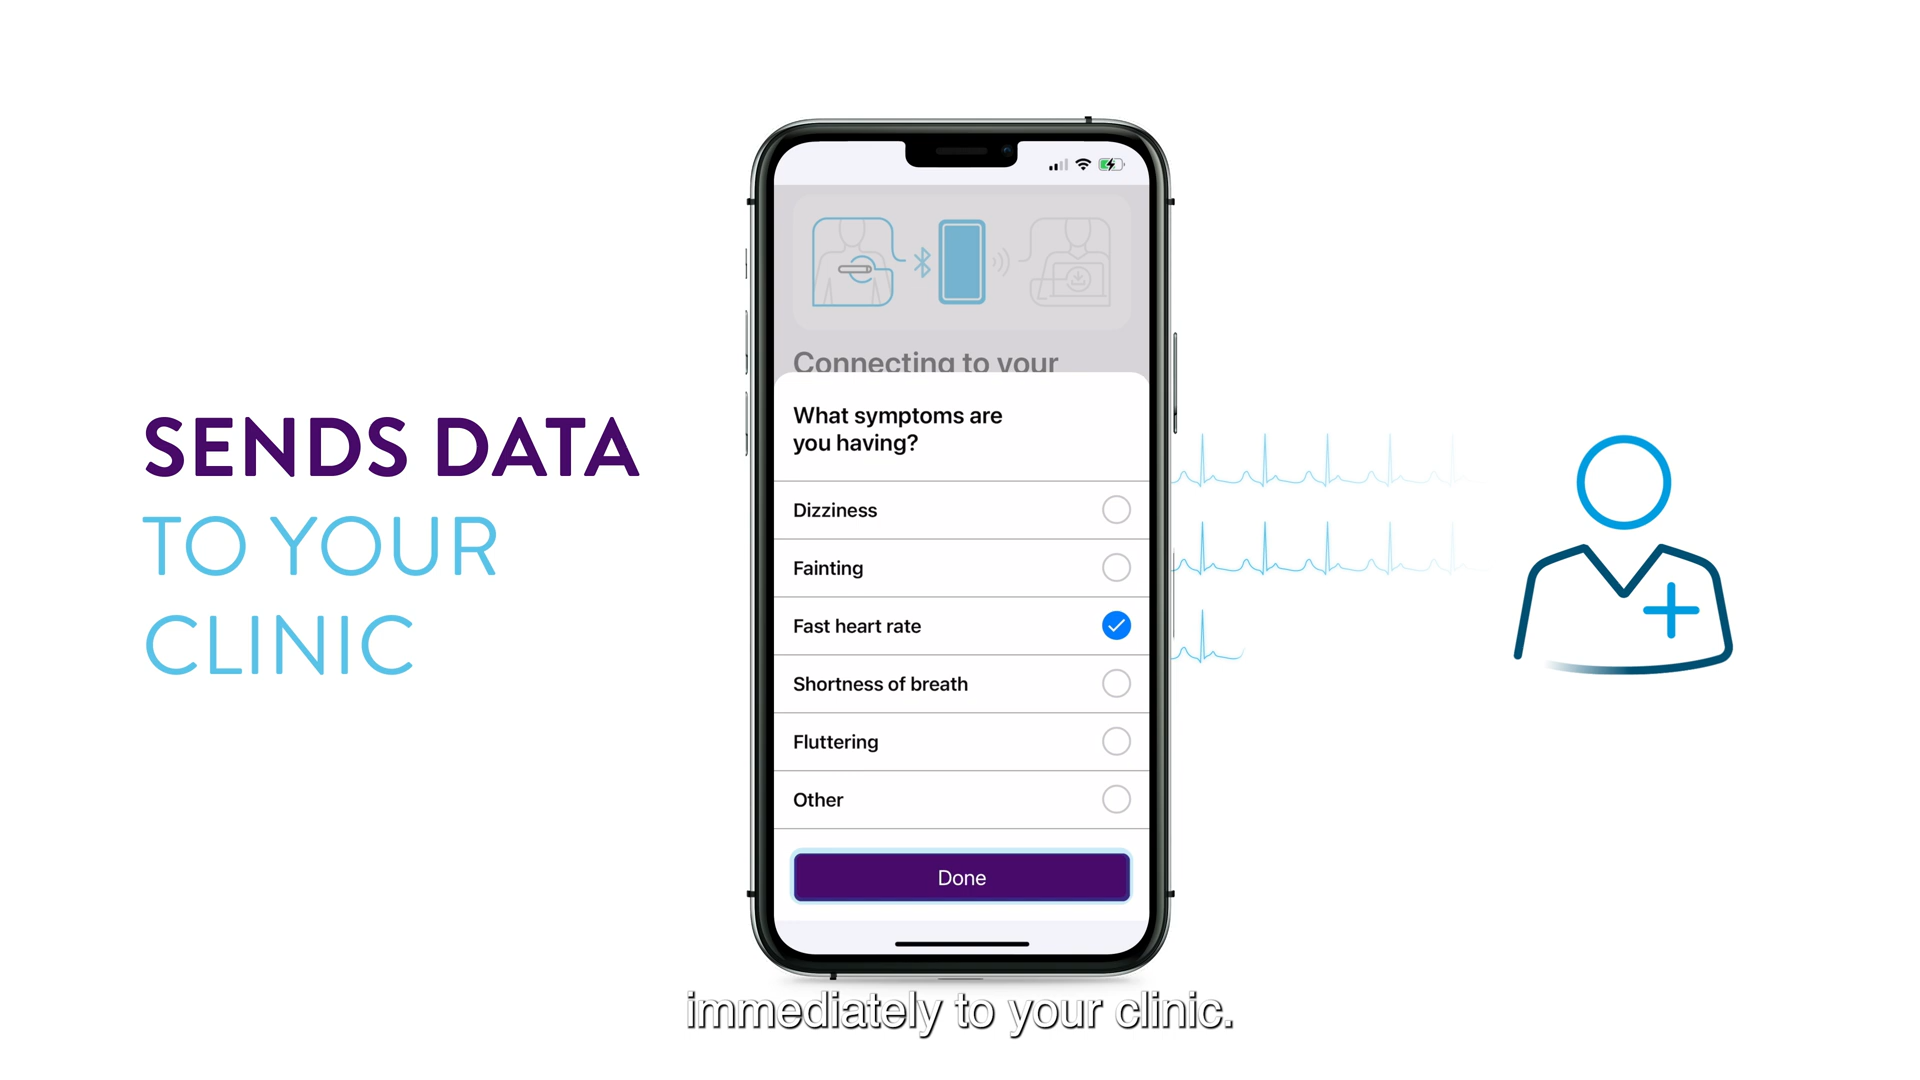 SENDS DATA
TO YOUR
CLINIC
Connecting to your
What symptoms are
you having?
Dizziness
Fainting
Fast heart rate
Shortness of breath
Fluttering
Other
Done
immediately to your clinic.